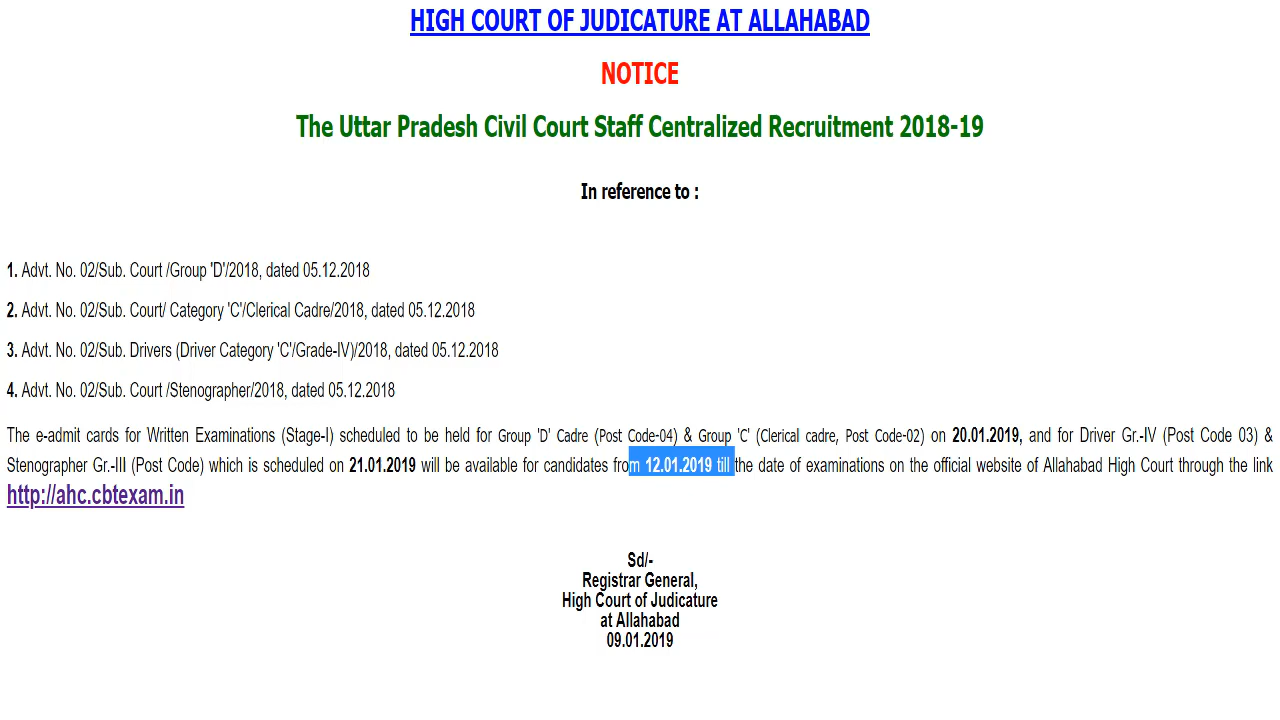 HIGH COURT OF JUDICATURE AT ALLAHABAD
NOTICE
The Uttar Pradesh Civil Court Staff Centralized Recruitment 2018-19
In reference to :
1. Advt. No. 02/Sub. Court /Group 'D'/2018, dated 05.12.2018
2. Advt. No. 02/Sub. Court/ Category 'C'/Clerical Cadre/2018, dated 05.12.2018
3. Advt. No. 02/Sub. Drivers (Driver Category 'C'/Grade-IV)/2018, dated 05.12.2018
4. Advt. No. 02/Sub. Court /Stenographer/2018, dated 05.12.2018
The e-admit cards for Written Examinations (Stage-I) scheduled to be held for Group 'D' Cadre (Post Code-04) & Group 'C' (Clerical cadre, Post Code-02) on 20.01.2019, and for Driver Gr.-IV (Post Code 03) &
Stenographer Gr.-III (Post Code) which is scheduled on 21.01.2019 will be available for candidates from 12.01.2019 till the date of examinations on the official website of Allahabad High Court through the link
http://ahc.cbtexam.in
Sd/-
Registrar General,
High Court of Judicature
at Allahabad
09.01.2019